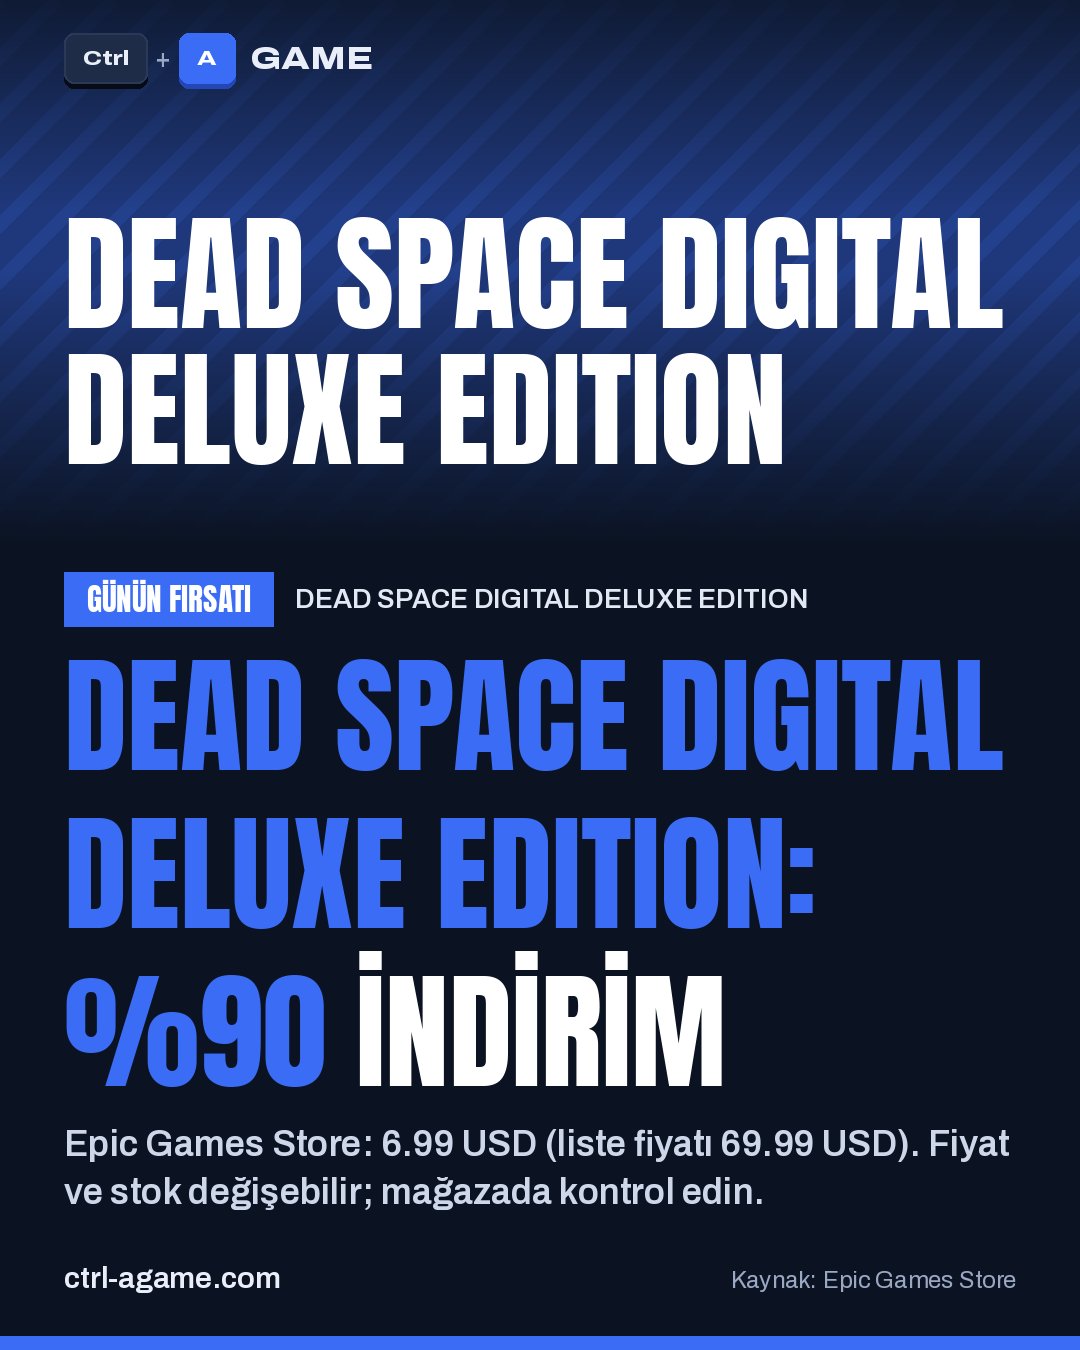 Ctrl + A GAME
DEAD SPACE DIGITAL
DELUXE EDITION
GÜNÜN FIRSATI DEAD SPACE DIGITAL DELUXE EDITION
DEAD SPACE DIGITAL
DELUXE EDITION:
%90 İNDİRİM
Epic Games Store: 6.99 USD (liste fiyatı 69.99 USD). Fiyat
ve stok değişebilir; mağazada kontrol edin.
ctrl-agame.com Kaynak: Epic Games Store